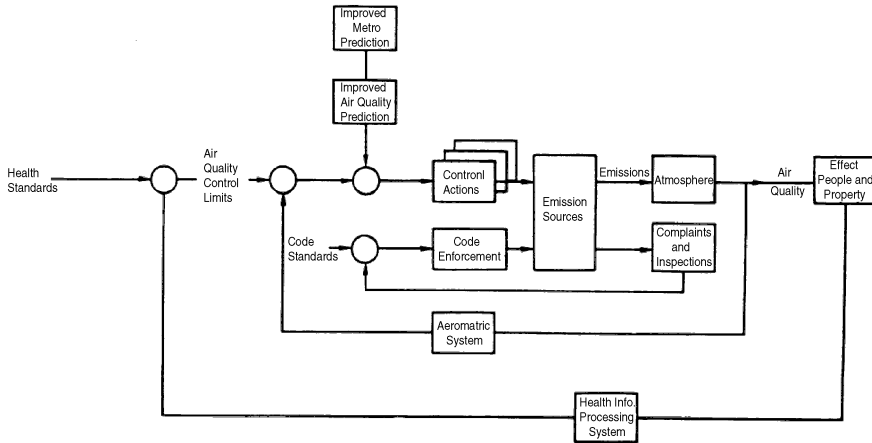 Improved
Metro
Prediction
Improved
Air Quality
Prediction
Health
Standards
Air
Quality
Control
Limits
Contronl
Actions
Emission
Sources
Emissions
Atmosphere
Air
Quality
Effect
People and
Property
Code
Standards
Code
Enforcement
Complaints
and
Inspections
Aeromatric
System
Health Info.
Processing
System